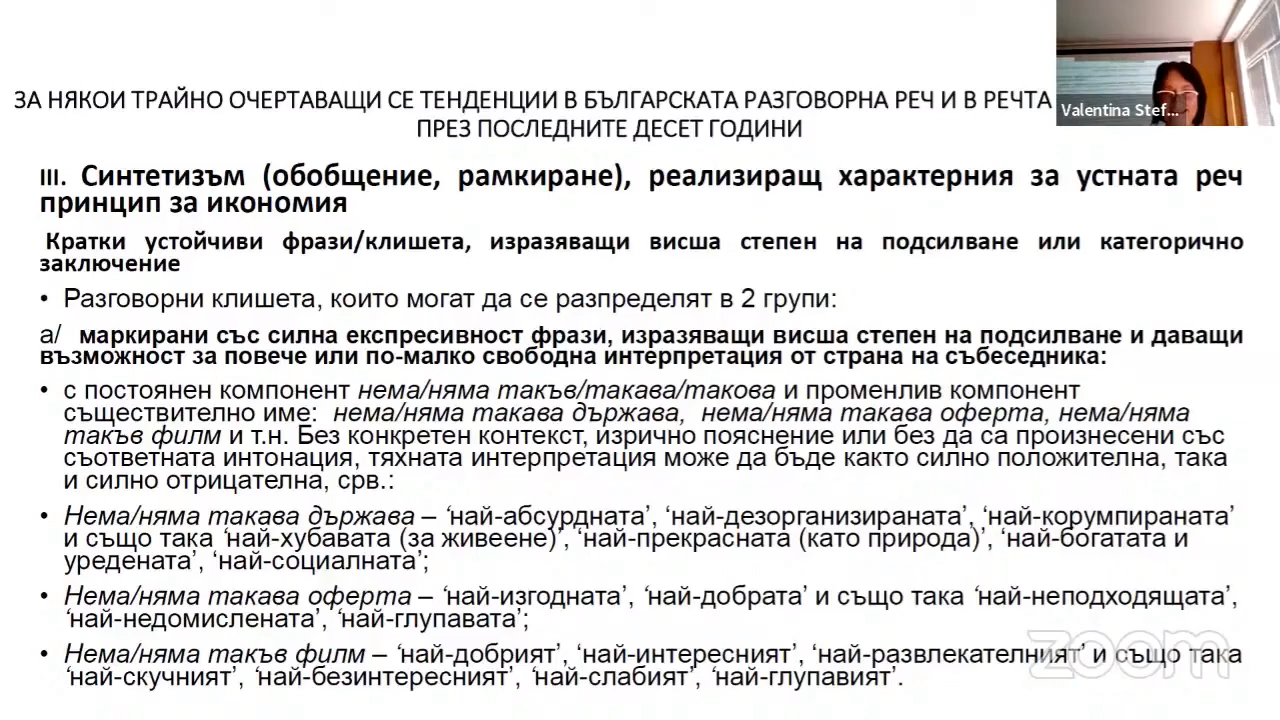 ЗА НЯКОИ ТРАЙНО ОЧЕРТАВАЩИ СЕ ТЕНДЕНЦИИ В БЪЛГАРСКАТА РАЗГОВОРНА РЕЧ И В РЕЧТА
ПРЕЗ ПОСЛЕДНИТЕ ДЕСЕТ ГОДИНИ
Valentina Stef...
III. Синтетизъм (обобщение, рамкиране), реализиращ характерния за устната реч
принцип за икономия
Кратки устойчиви фрази/клишета, изразяващи висша степен на подсилване или категорично
заключение
• Разговорни клишета, които могат да се разпределят в 2 групи:
а/ маркирани със силна експресивност фрази, изразяващи висша степен на подсилване и даващи
възможност за повече или по-малко свободна интерпретация от страна на събеседника:
• с постоянен компонент нема/няма такъв/такава/такова и променлив компонент
съществително име: нема/няма такава държава, нема/няма такава оферта, нема/няма
такъв филм и т.н. Без конкретен контекст, изрично пояснение или без да са произнесени със
съответната интонация, тяхната интерпретация може да бъде както силно положителна, така
и силно отрицателна, срв.:
• Нема/няма такава държава – ‘най-абсурдната’, ‘най-дезорганизираната’, ‘най-корумпираната’
и също така ‘най-хубавата (за живеене)’, ‘най-прекрасната (като природа)’, ‘най-богатата и
уредената’, ‘най-социалната’;
• Нема/няма такава оферта – ‘най-изгодната’, ‘най-добрата’ и също така ‘най-неподходящата’,
‘най-недомислената’, ‘най-глупавата’;
• Нема/няма такъв филм – ‘най-добрият’, ‘най-интересният’, ‘най-развлекателният’ и също така
‘най-скучният’, ‘най-безинтересният’, ‘най-слабият’, ‘най-глупавият’.
zoom